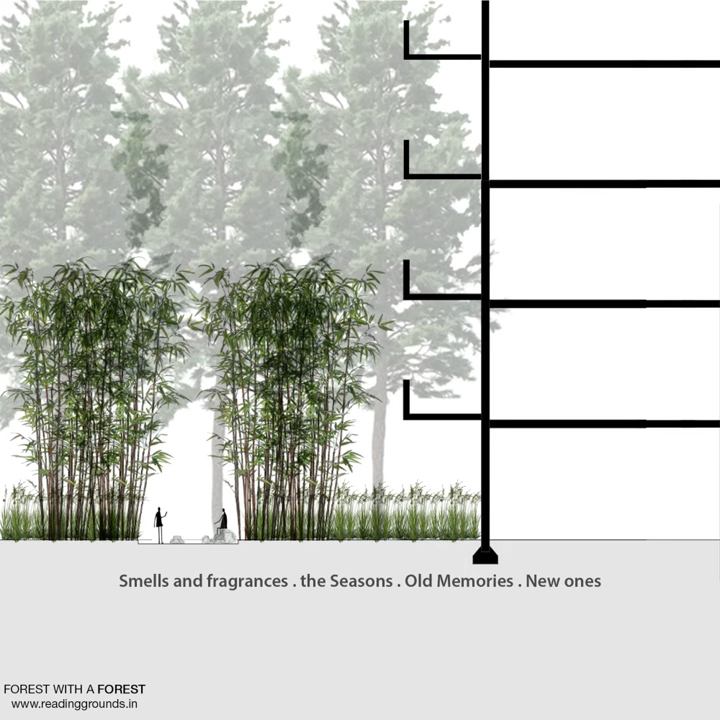 Smells and fragrances . the Seasons . Old Memories . New ones
FOREST WITH A FOREST
www.readinggrounds.in